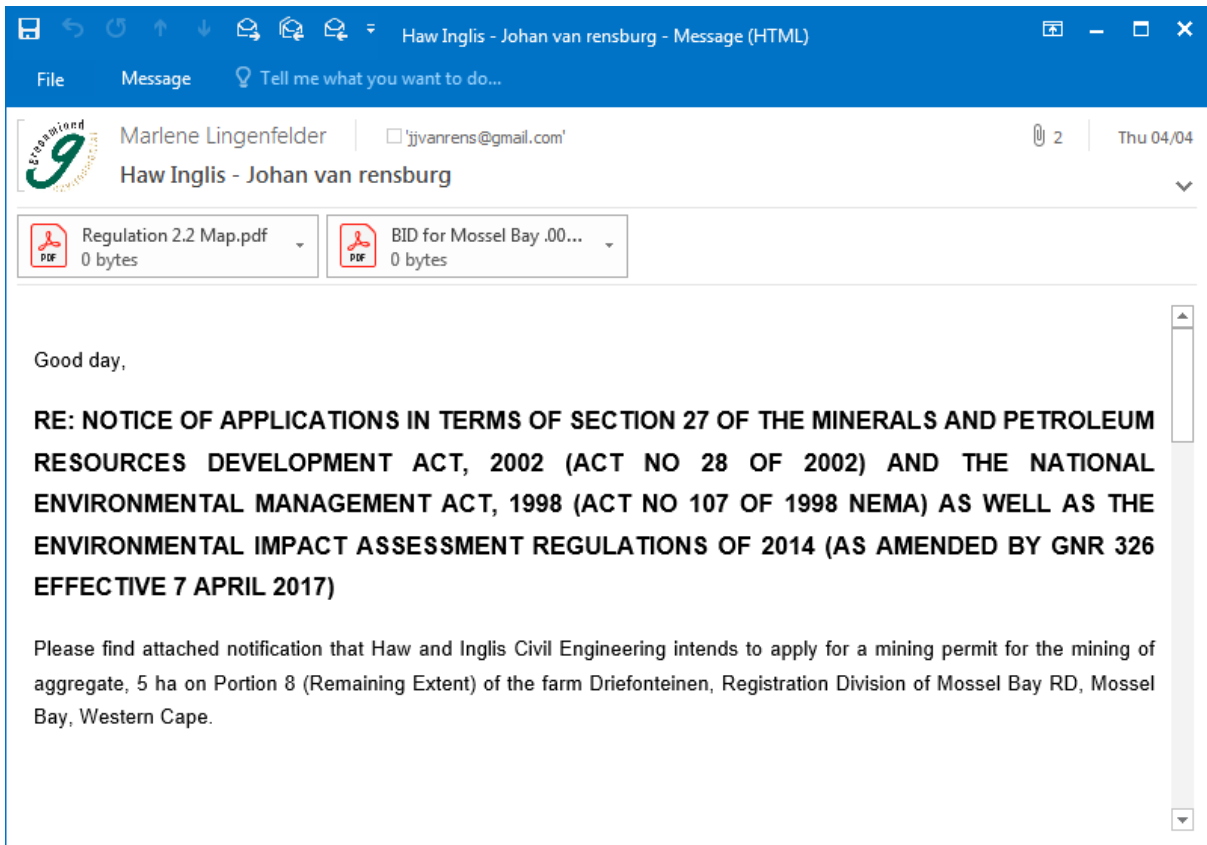 Haw Inglis - Johan van rensburg - Message (HTML)
File Message Tell me what you want to do...
Marlene Lingenfelder 'jjvanrens@gmail.com' 2 Thu 04/04
Haw Inglis - Johan van rensburg
Regulation 2.2 Map.pdf
0 bytes
BID for Mossel Bay .00...
0 bytes
PDF
PDF
Good day,
RE: NOTICE OF APPLICATIONS IN TERMS OF SECTION 27 OF THE MINERALS AND PETROLEUM
RESOURCES DEVELOPMENT ACT, 2002 (ACT NO 28 OF 2002) AND THE NATIONAL
ENVIRONMENTAL MANAGEMENT ACT, 1998 (ACT NO 107 OF 1998 NEMA) AS WELL AS THE
ENVIRONMENTAL IMPACT ASSESSMENT REGULATIONS OF 2014 (AS AMENDED BY GNR 326
EFFECTIVE 7 APRIL 2017)
Please find attached notification that Haw and Inglis Civil Engineering intends to apply for a mining permit for the mining of
aggregate, 5 ha on Portion 8 (Remaining Extent) of the farm Driefonteinen, Registration Division of Mossel Bay RD, Mossel
Bay, Western Cape.